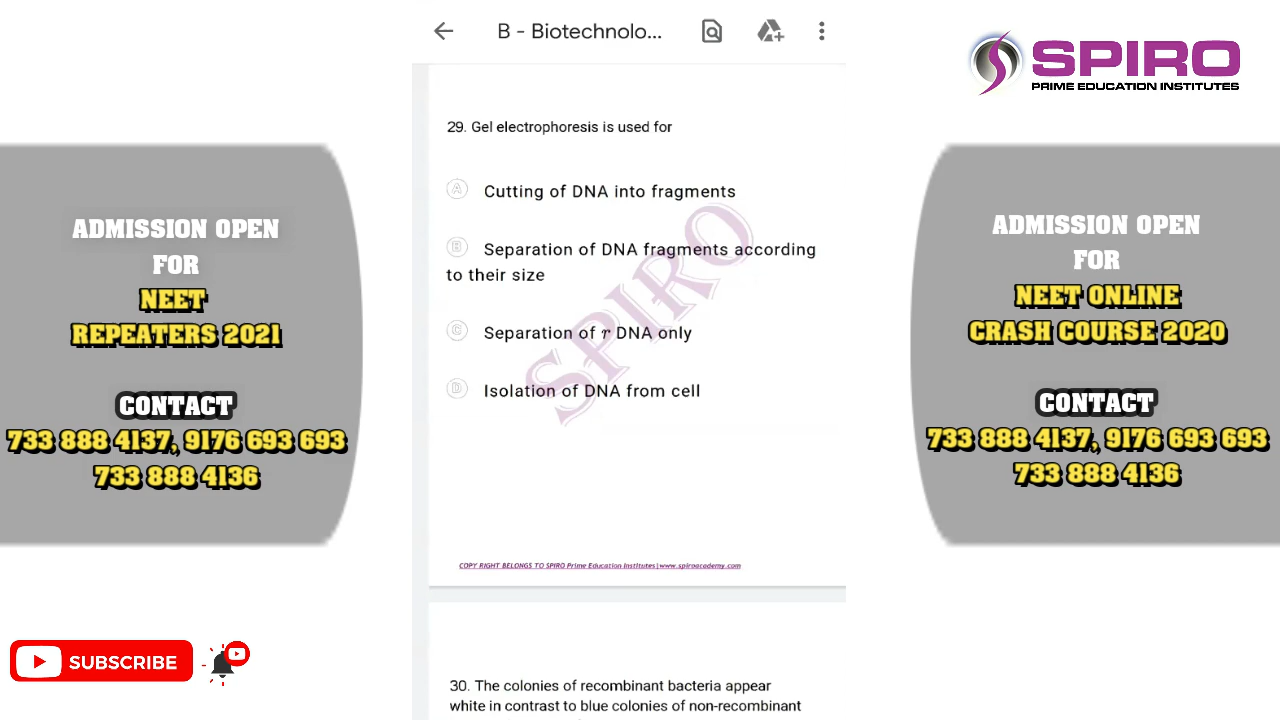 B - Biotechnolo...
SPIRO
PRIME EDUCATION INSTITUTES
29. Gel electrophoresis is used for
A Cutting of DNA into fragments
B Separation of DNA fragments according
to their size
C Separation of r DNA only
D Isolation of DNA from cell
SPIRO
COPY RIGHT BELONGS TO SPIRO Prime Education Institutes|www.spiroacademy.com
30. The colonies of recombinant bacteria appear
white in contrast to blue colonies of non-recombinant
ADMISSION OPEN
FOR
NEET
REPEATERS 2021
CONTACT
733 888 4137, 9176 693 693
733 888 4136
ADMISSION OPEN
FOR
NEET ONLINE
CRASH COURSE 2020
CONTACT
733 888 4137, 9176 693 693
733 888 4136
SUBSCRIBE